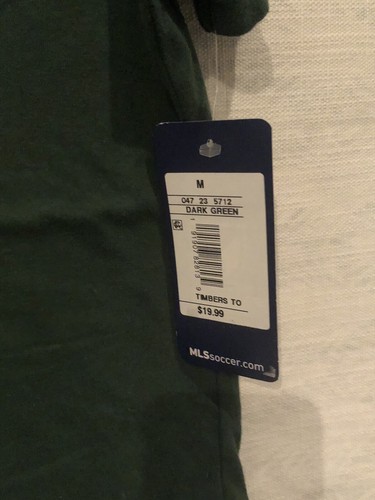 M
047 23 5712
DARK GREEN
TIMBERS TO
$19.99
MLSsoccer.com